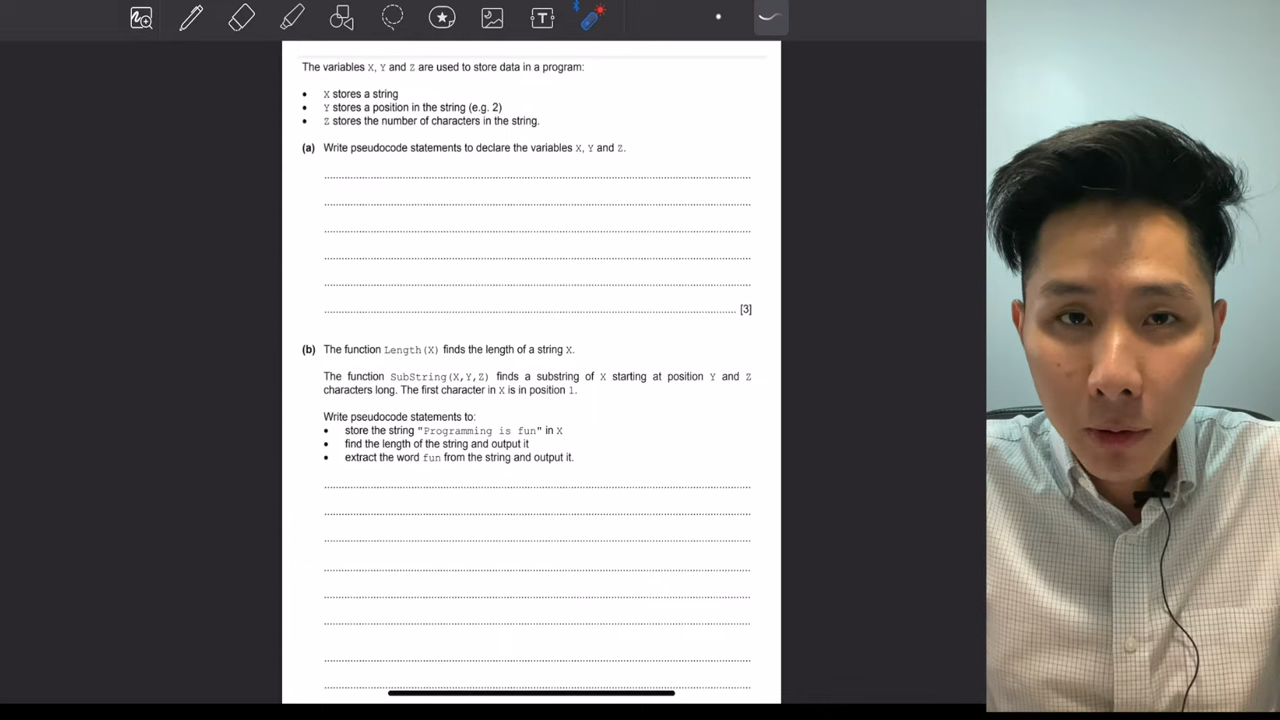 The variables X, Y and Z are used to store data in a program:
• X stores a string
• Y stores a position in the string (e.g. 2)
• Z stores the number of characters in the string.
(a) Write pseudocode statements to declare the variables X, Y and Z.
[3]
(b) The function Length(X) finds the length of a string X.
The function SubString(X,Y,Z) finds a substring of X starting at position Y and Z
characters long. The first character in X is in position 1.
Write pseudocode statements to:
• store the string "Programming is fun" in X
• find the length of the string and output it
• extract the word fun from the string and output it.